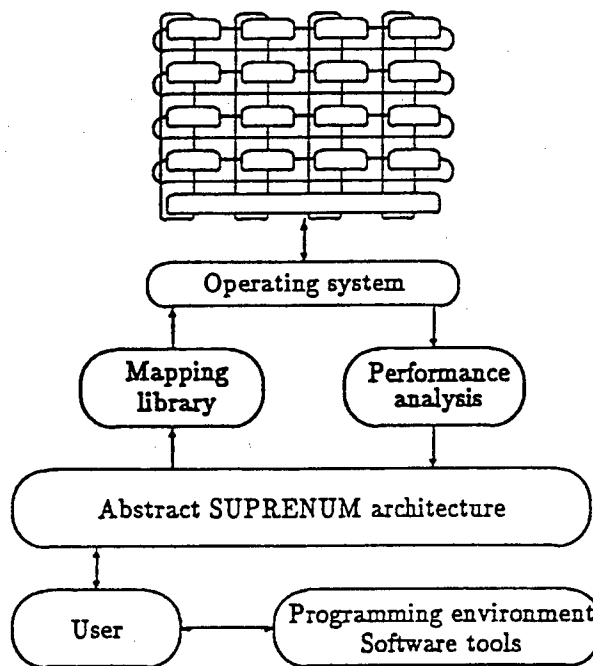 Operating system
Mapping
library
Performance
analysis
Abstract SUPRENUM architecture
User
Programming environment
Software tools